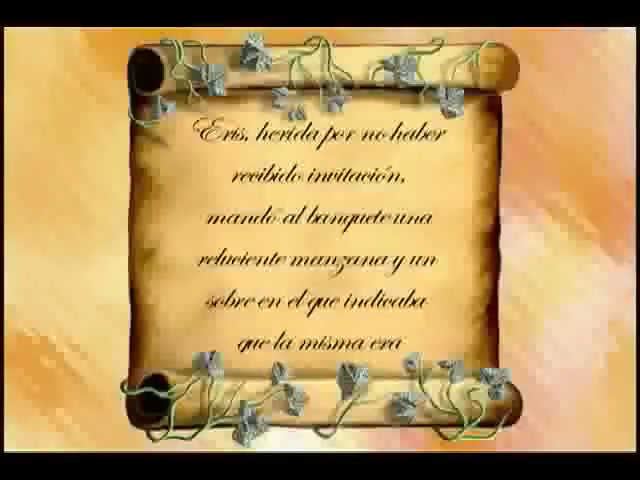 Eris, herida por no haber
recibido invitación,
mandó al banquete una
reluciente manzana y un
sobre en el que indicaba
que la misma era